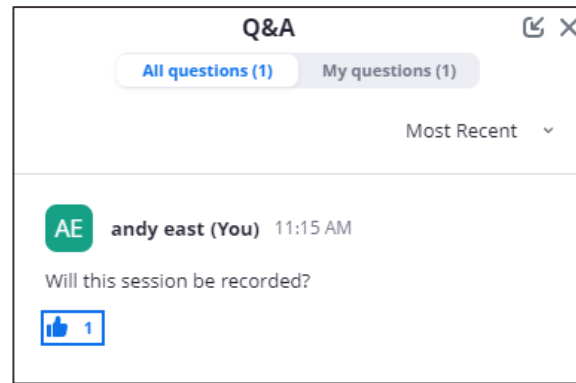 Q&A
All questions (1) My questions (1)
Most Recent
AE andy east (You) 11:15 AM
Will this session be recorded?
1